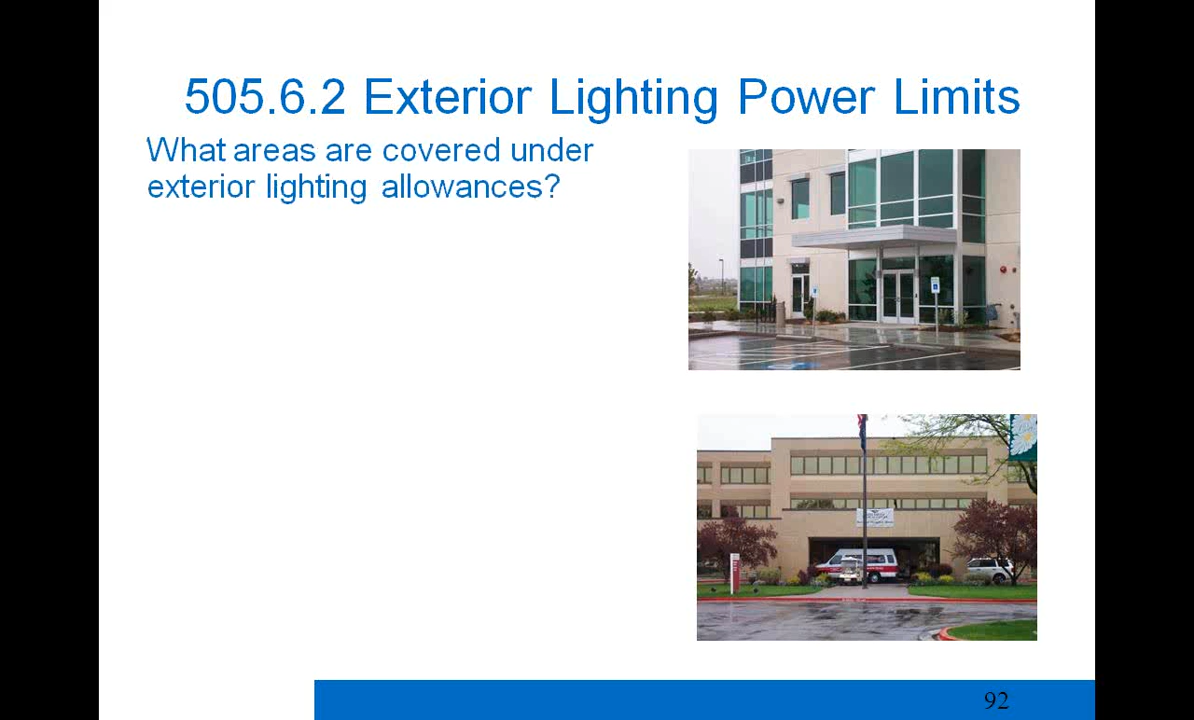 505.6.2 Exterior Lighting Power Limits
What areas are covered under
exterior lighting allowances?
92